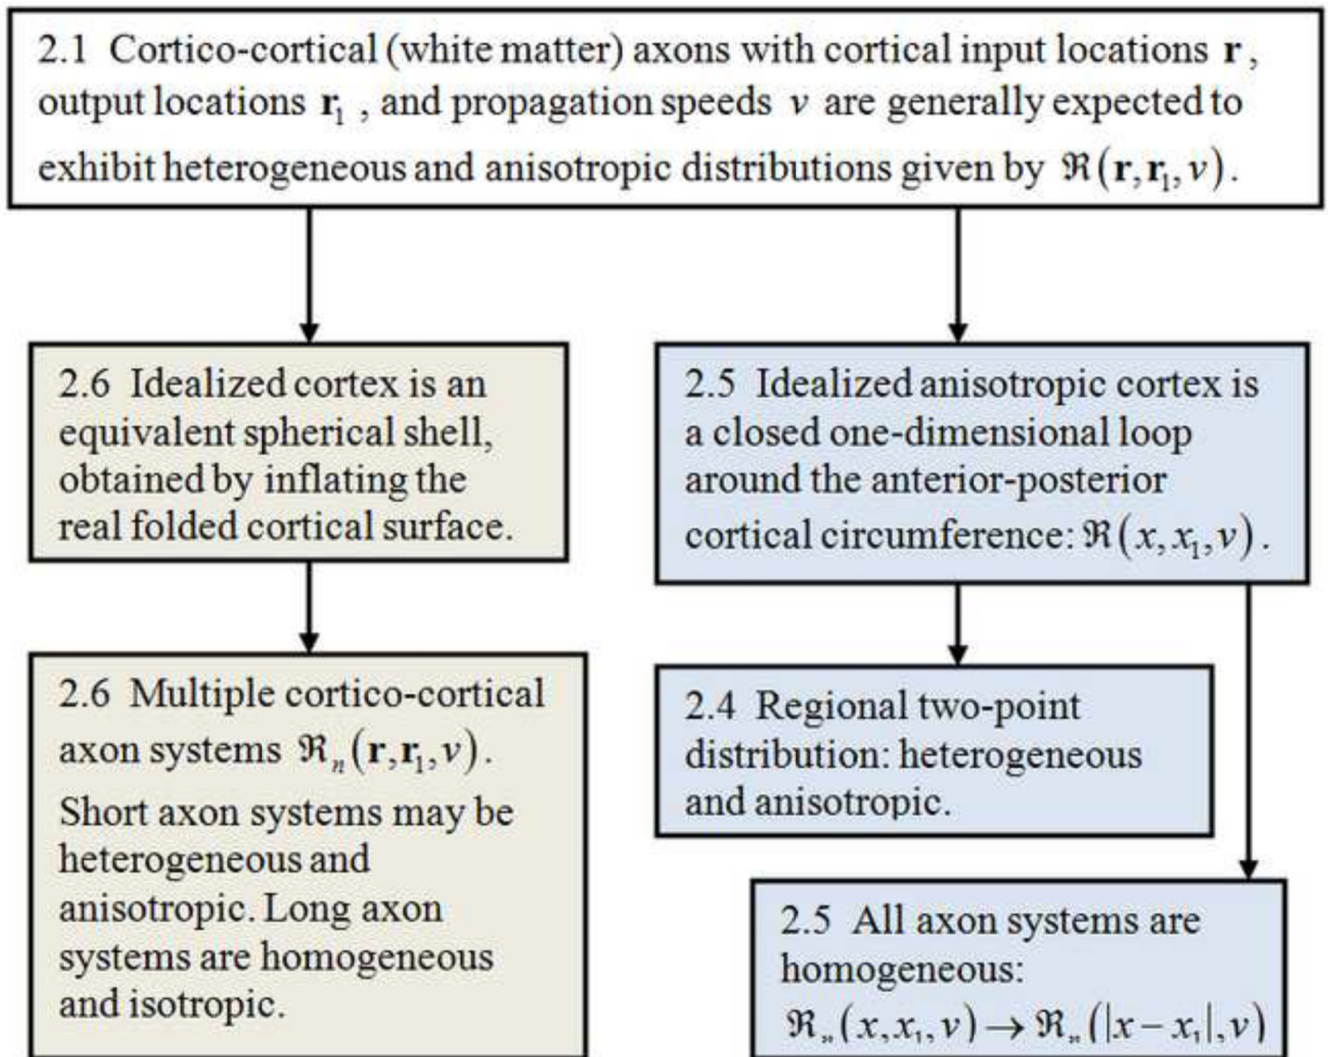 2.1 Cortico-cortical (white matter) axons with cortical input locations 𝐫 ,
output locations 𝐫₁ , and propagation speeds v are generally expected to
exhibit heterogeneous and anisotropic distributions given by ℜ(𝐫,𝐫₁,v).
2.6 Idealized cortex is an
equivalent spherical shell,
obtained by inflating the
real folded cortical surface.
2.6 Multiple cortico-cortical
axon systems ℜₙ(𝐫,𝐫₁,v).
Short axon systems may be
heterogeneous and
anisotropic. Long axon
systems are homogeneous
and isotropic.
2.5 Idealized anisotropic cortex is
a closed one-dimensional loop
around the anterior-posterior
cortical circumference: ℜ(x,x₁,v).
2.4 Regional two-point
distribution: heterogeneous
and anisotropic.
2.5 All axon systems are
homogeneous:
ℜₙ(x,x₁,v)→ℜₙ(|x−x₁|,v)